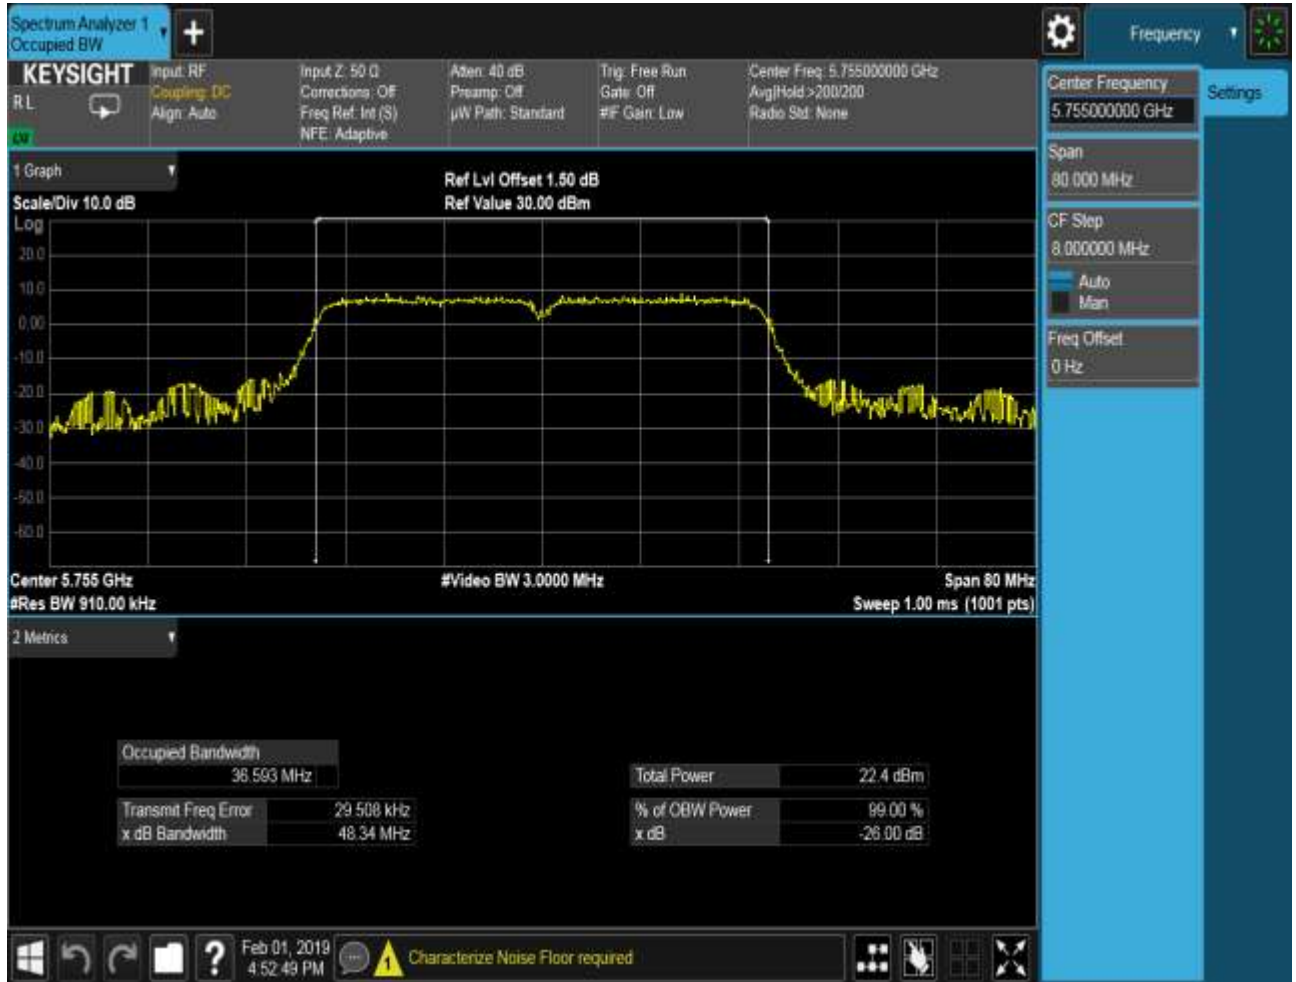 Spectrum Analyzer 1
Occupied BW
+
Frequency
KEYSIGHT
RL
Input: RF
Coupling: DC
Align: Auto
Input Z: 50 Ω
Corrections: Off
Freq Ref: Int (S)
NFE: Adaptive
Atten: 40 dB
Preamp: Off
µW Path: Standard
Trig: Free Run
Gate: Off
#IF Gain: Low
Center Freq: 5.755000000 GHz
Avg|Hold:>200/200
Radio Std: None
Center Frequency
5.755000000 GHz
Settings
Span
80.000 MHz
CF Step
8.000000 MHz
Auto
Man
Freq Offset
0 Hz
1 Graph
Scale/Div 10.0 dB
Ref Lvl Offset 1.50 dB
Ref Value 30.00 dBm
Log
20.0
10.0
0.00
-10.0
-20.0
-30.0
-40.0
-50.0
-60.0
Center 5.755 GHz
#Video BW 3.0000 MHz
Span 80 MHz
#Res BW 910.00 kHz
Sweep 1.00 ms (1001 pts)
2 Metrics
Occupied Bandwidth
36.593 MHz
Total Power 22.4 dBm
Transmit Freq Error 29.508 kHz
% of OBW Power 99.00 %
x dB Bandwidth 48.34 MHz
x dB -26.00 dB
?
Feb 01, 2019
4:52:49 PM
1
Characterize Noise Floor required